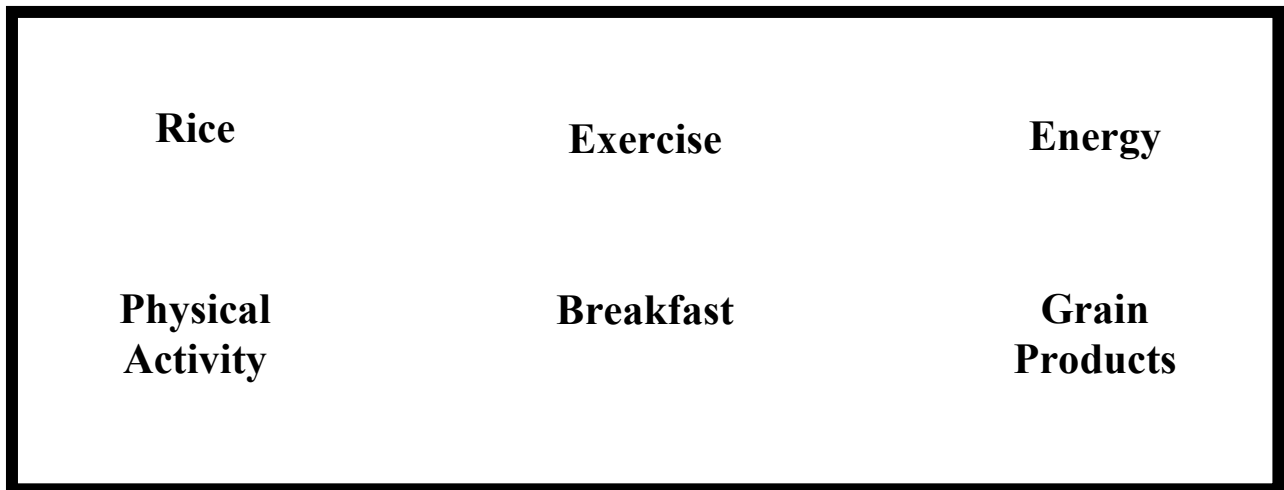 Rice
Exercise
Energy
Physical
Activity
Breakfast
Grain
Products